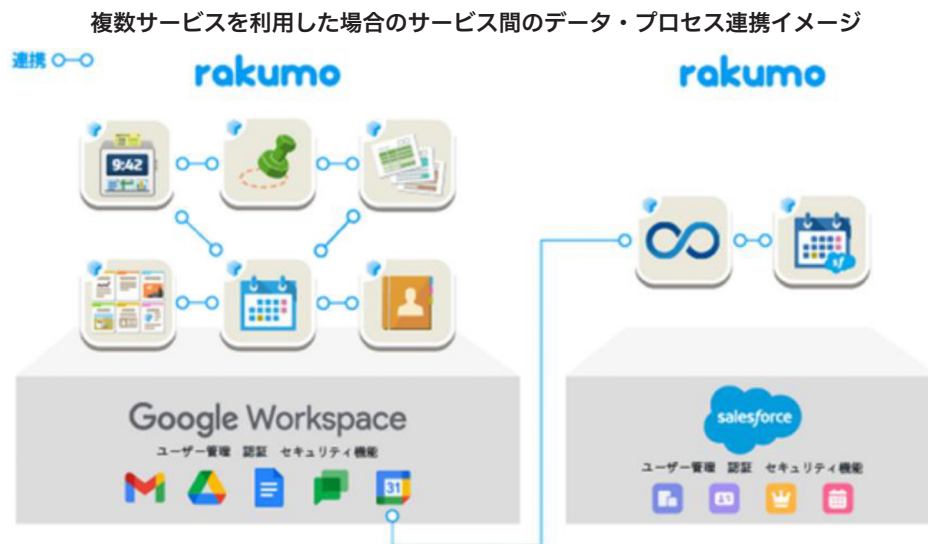 複数サービスを利用した場合のサービス間のデータ・プロセス連携イメージ
連携
rakumo
rakumo
9:42
Google Workspace
ユーザー管理 認証 セキュリティ機能
31
salesforce
ユーザー管理 認証 セキュリティ機能